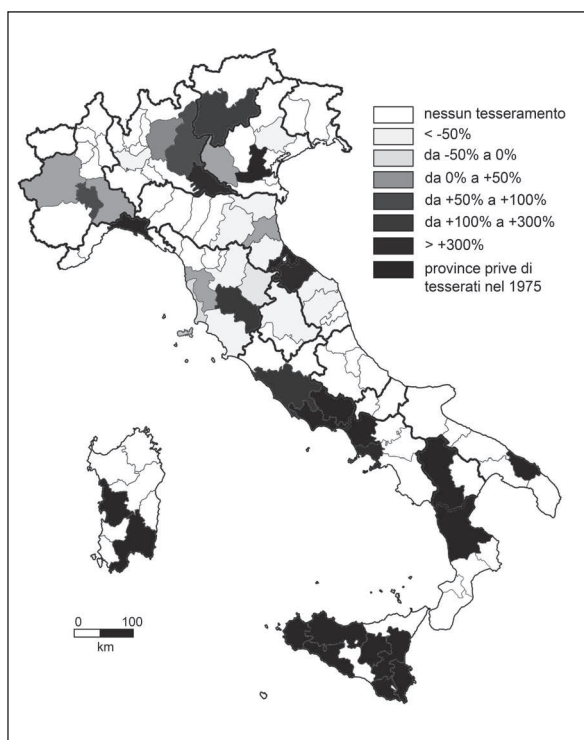 nessun tesseramento
< -50%
da -50% a 0%
da 0% a +50%
da +50% a +100%
da +100% a +300%
> +300%
province prive di
tesserati nel 1975
0 100
km